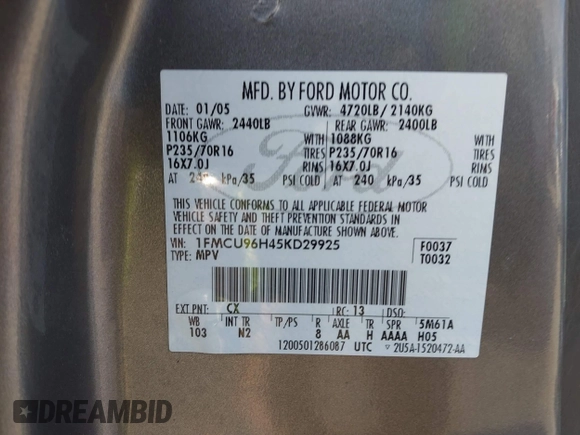 MFD. BY FORD MOTOR CO.
DATE: 01/05 GVWR: 4720LB/ 2140KG
FRONT GAWR: 2440LB REAR GAWR: 2400LB
1106KG WITH 1088KG WITH
P235/70R16 TIRES P235/70R16 TIRES
16X7.0J RIMS 16X7.0J RIMS
AT 240 kPa/35 PSI COLD AT 240 kPa/35 PSI COLD
THIS VEHICLE CONFORMS TO ALL APPLICABLE FEDERAL MOTOR
VEHICLE SAFETY AND THEFT PREVENTION STANDARDS IN
EFFECT ON THE DATE OF MANUFACTURE SHOWN ABOVE.
VIN: 1FMCU96H45KD29925 F0037
TYPE: MPV T0032
EXT PNT: CX RC: 13 DSO:
WB INT TR TP/PS R AXLE TR SPR 5M61A
103 N2 8 AA H AAAA H05
1200501286087 UTC 2U5A-1520472-AA
Ford
DREAMBID